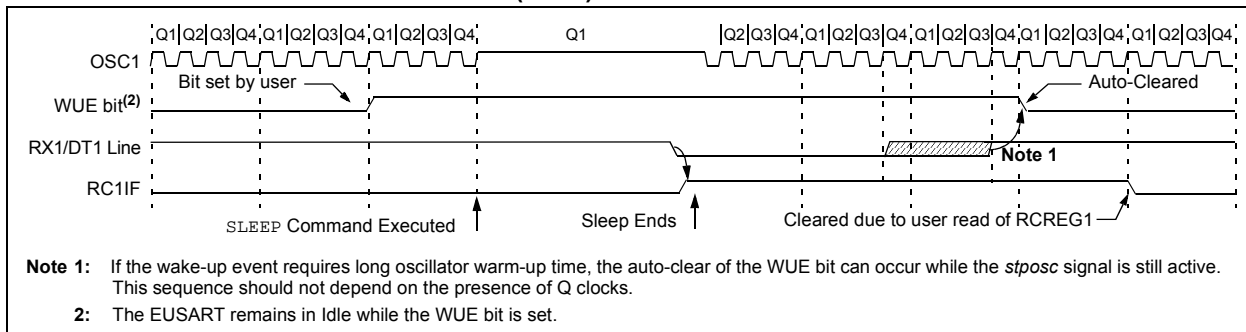 Q1 Q2 Q3 Q4 Q1 Q2 Q3 Q4 Q1 Q2 Q3 Q4 Q1 Q2 Q3 Q4 Q1 Q2 Q3 Q4 Q1 Q2 Q3 Q4 Q1 Q2 Q3 Q4
OSC1
Bit set by user
Auto-Cleared
WUE bit(2)
RX1/DT1 Line
Note 1
RC1IF
SLEEP Command Executed
Sleep Ends
Cleared due to user read of RCREG1
Note 1: If the wake-up event requires long oscillator warm-up time, the auto-clear of the WUE bit can occur while the stposc signal is still active.
This sequence should not depend on the presence of Q clocks.
2: The EUSART remains in Idle while the WUE bit is set.